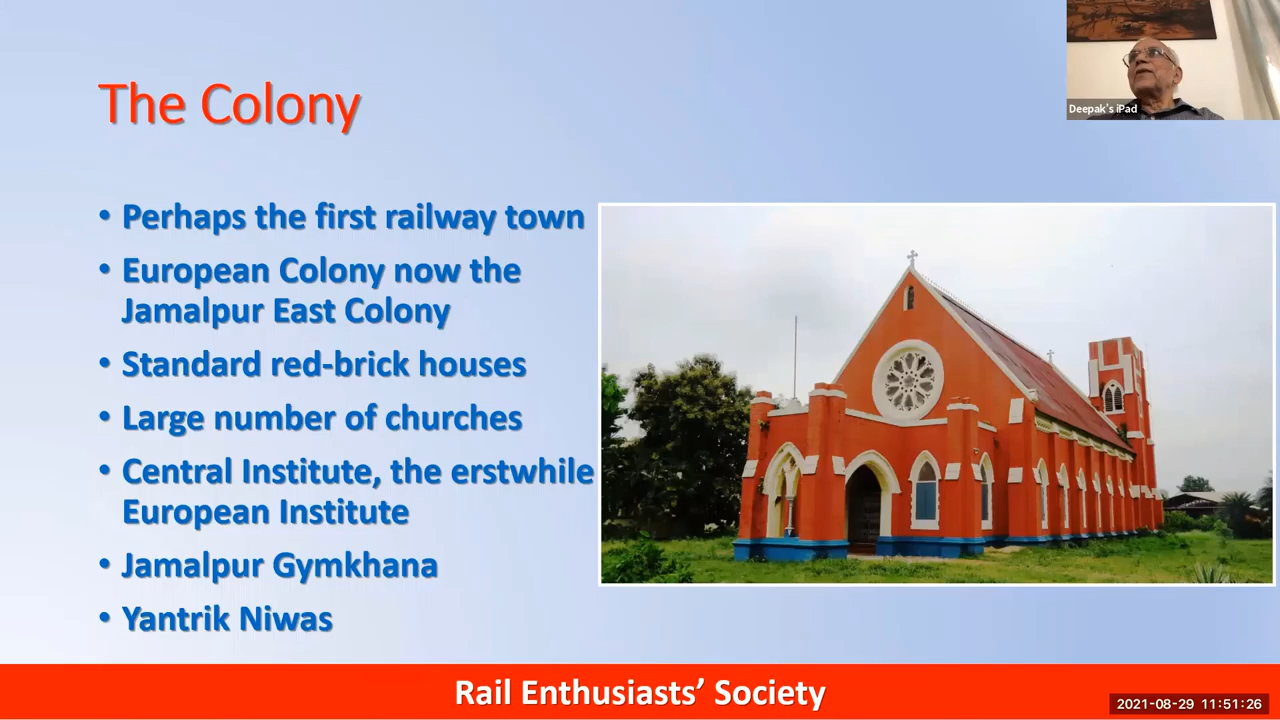 The Colony
Deepak's iPad
• Perhaps the first railway town
• European Colony now the
Jamalpur East Colony
• Standard red-brick houses
• Large number of churches
• Central Institute, the erstwhile
European Institute
• Jamalpur Gymkhana
• Yantrik Niwas
Rail Enthusiasts’ Society
2021-08-29 11:51:26